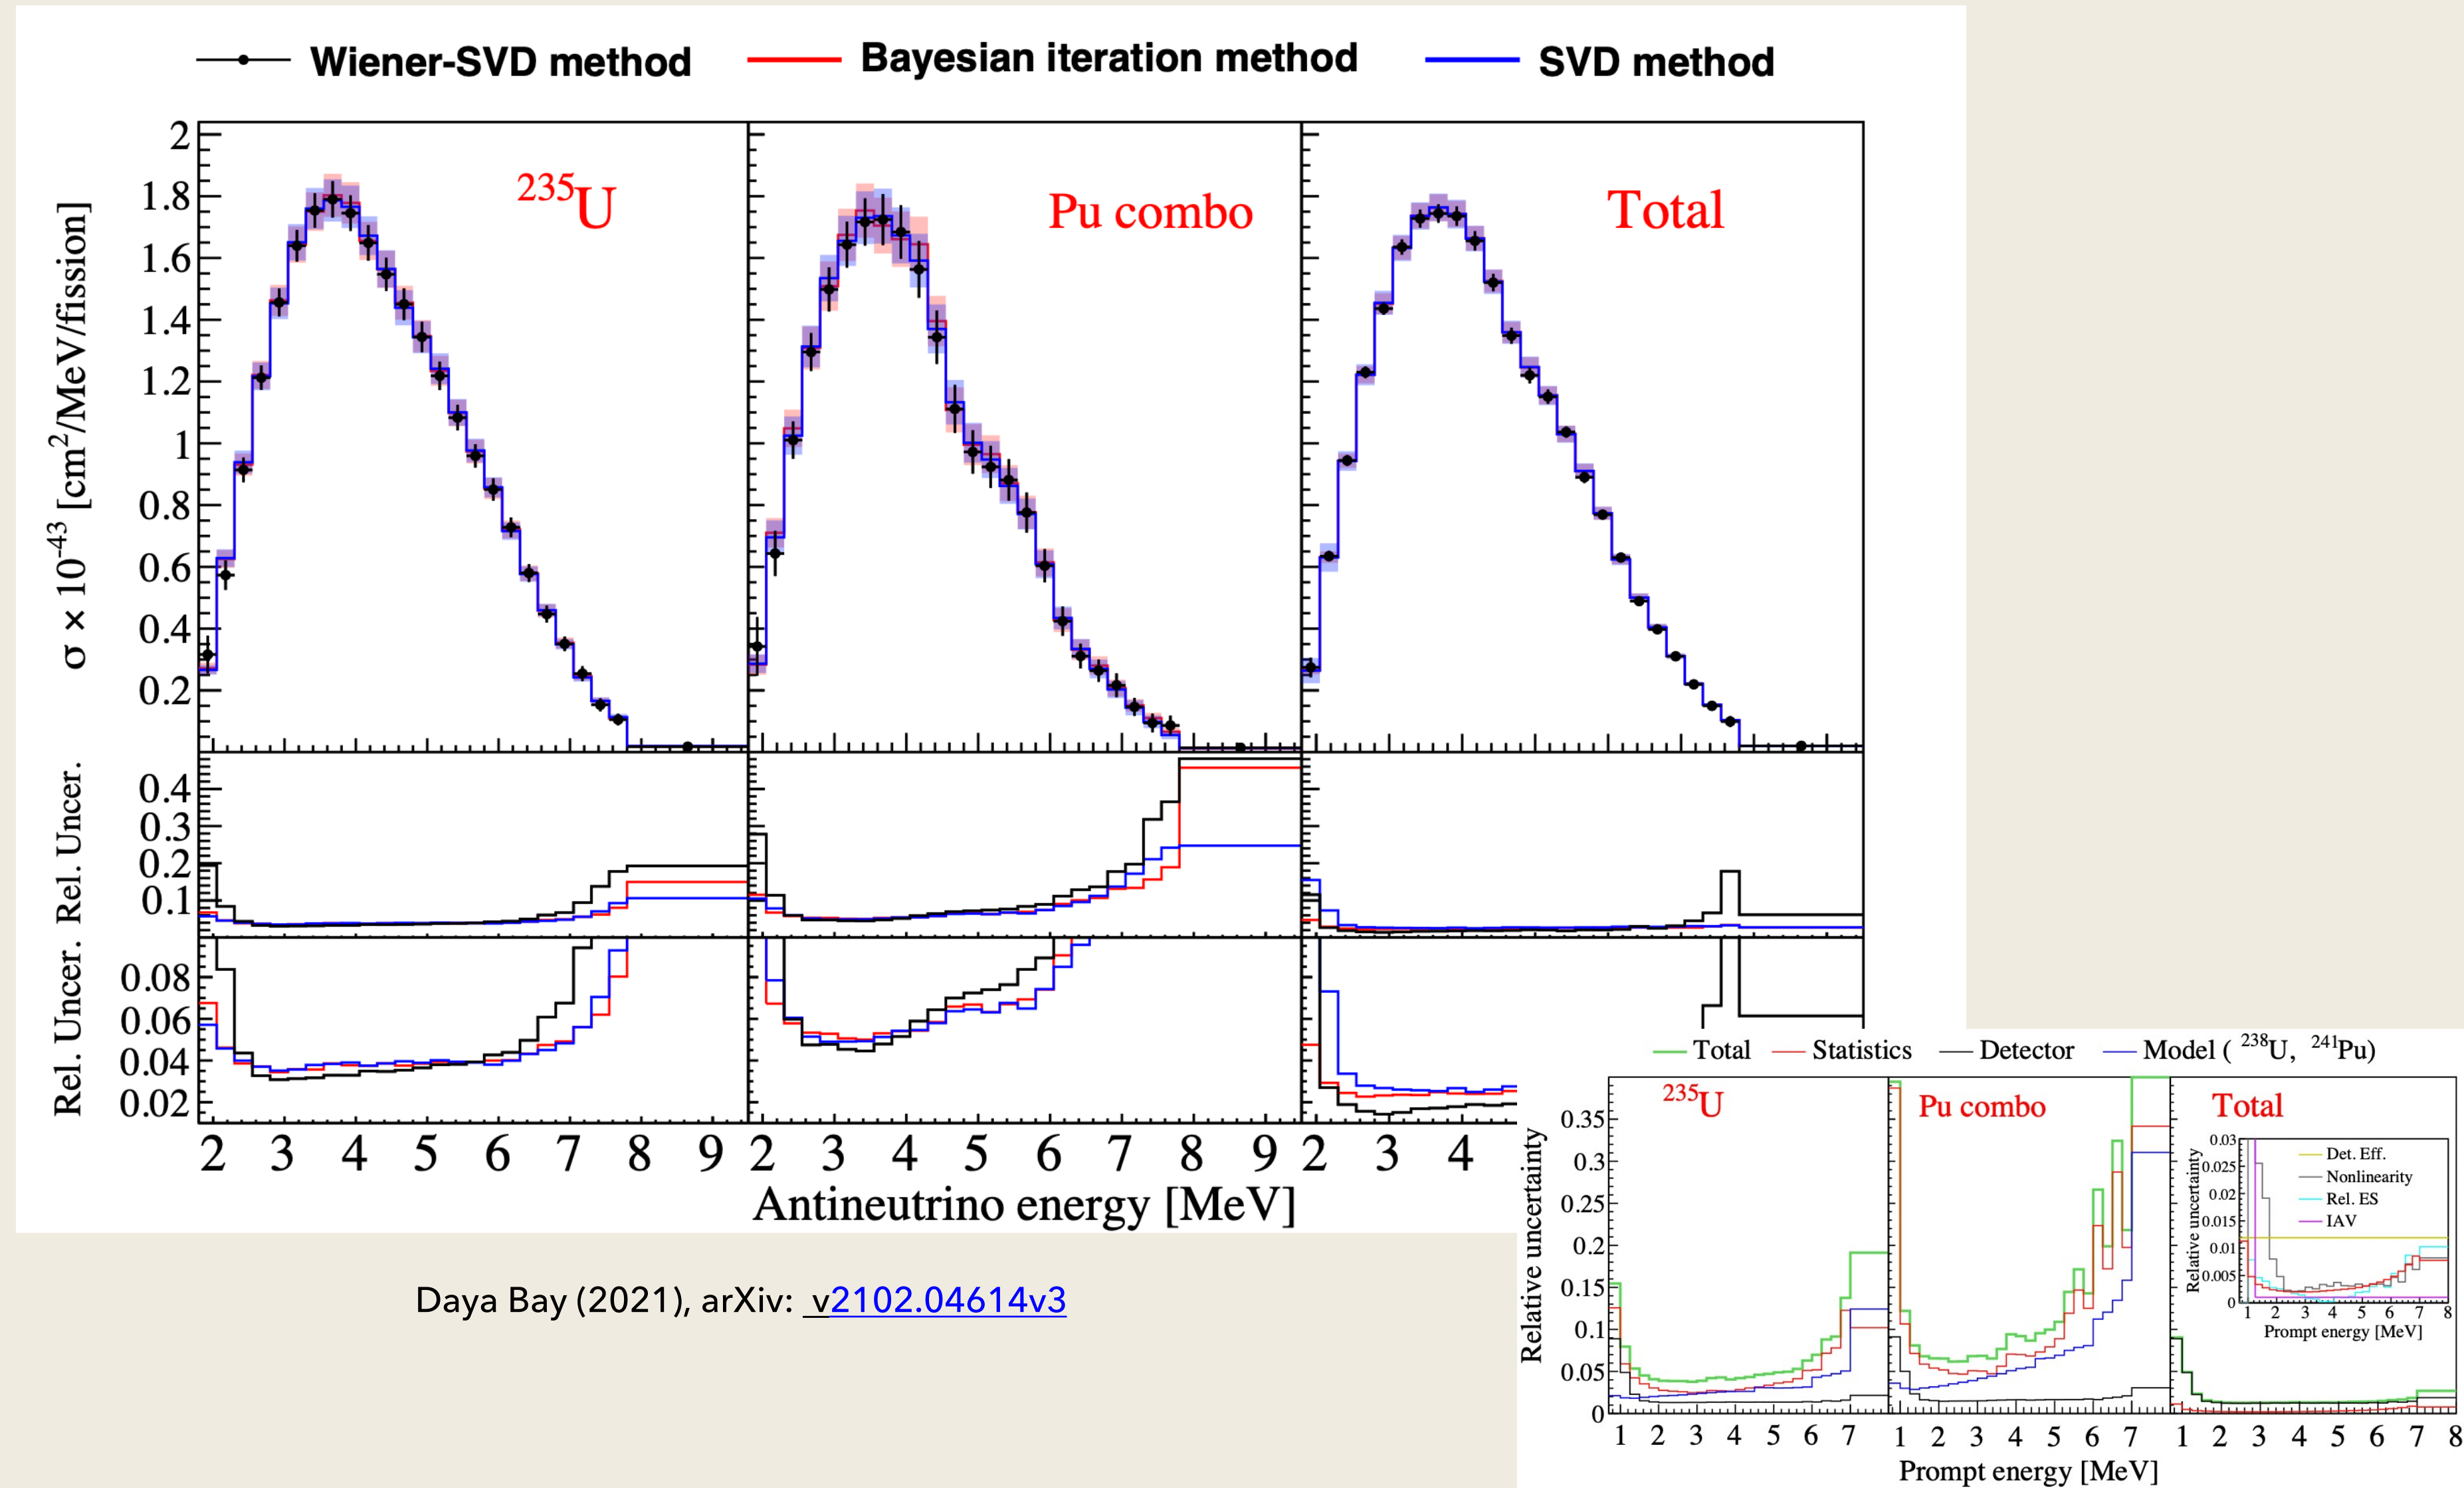 Wiener-SVD method Bayesian iteration method SVD method
σ × 10⁻⁴³ [cm²/MeV/fission]
2
1.8
1.6
1.4
1.2
1
0.8
0.6
0.4
0.2
²³⁵U
Pu combo
Total
Rel. Uncer.
0.4
0.3
0.2
0.1
Rel. Uncer.
0.08
0.06
0.04
0.02
2 3 4 5 6 7 8 9 2 3 4 5 6 7 8 9 2 3 4
Antineutrino energy [MeV]
Daya Bay (2021), arXiv: _v2102.04614v3
Total Statistics Detector Model ( ²³⁸U, ²⁴¹Pu)
Relative uncertainty
0.35
0.3
0.25
0.2
0.15
0.1
0.05
0
²³⁵U
Pu combo
Total
Relative uncertainty
0.03
0.025
0.02
0.015
0.01
0.005
0
Det. Eff.
Nonlinearity
Rel. ES
IAV
1 2 3 4 5 6 7 8
Prompt energy [MeV]
1 2 3 4 5 6 7 1 2 3 4 5 6 7 1 2 3 4 5 6 7 8
Prompt energy [MeV]